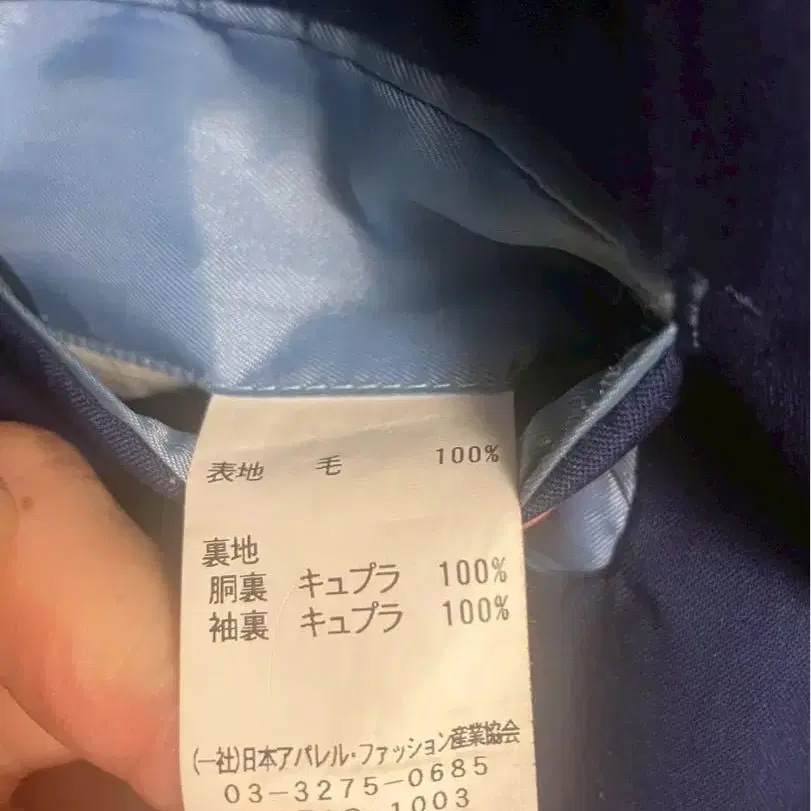 表地 毛 100%
裏地
胴裏 キュプラ 100%
袖裏 キュプラ 100%
(一社)日本アパレル・ファッション産業協会
03-3275-0685
-1003